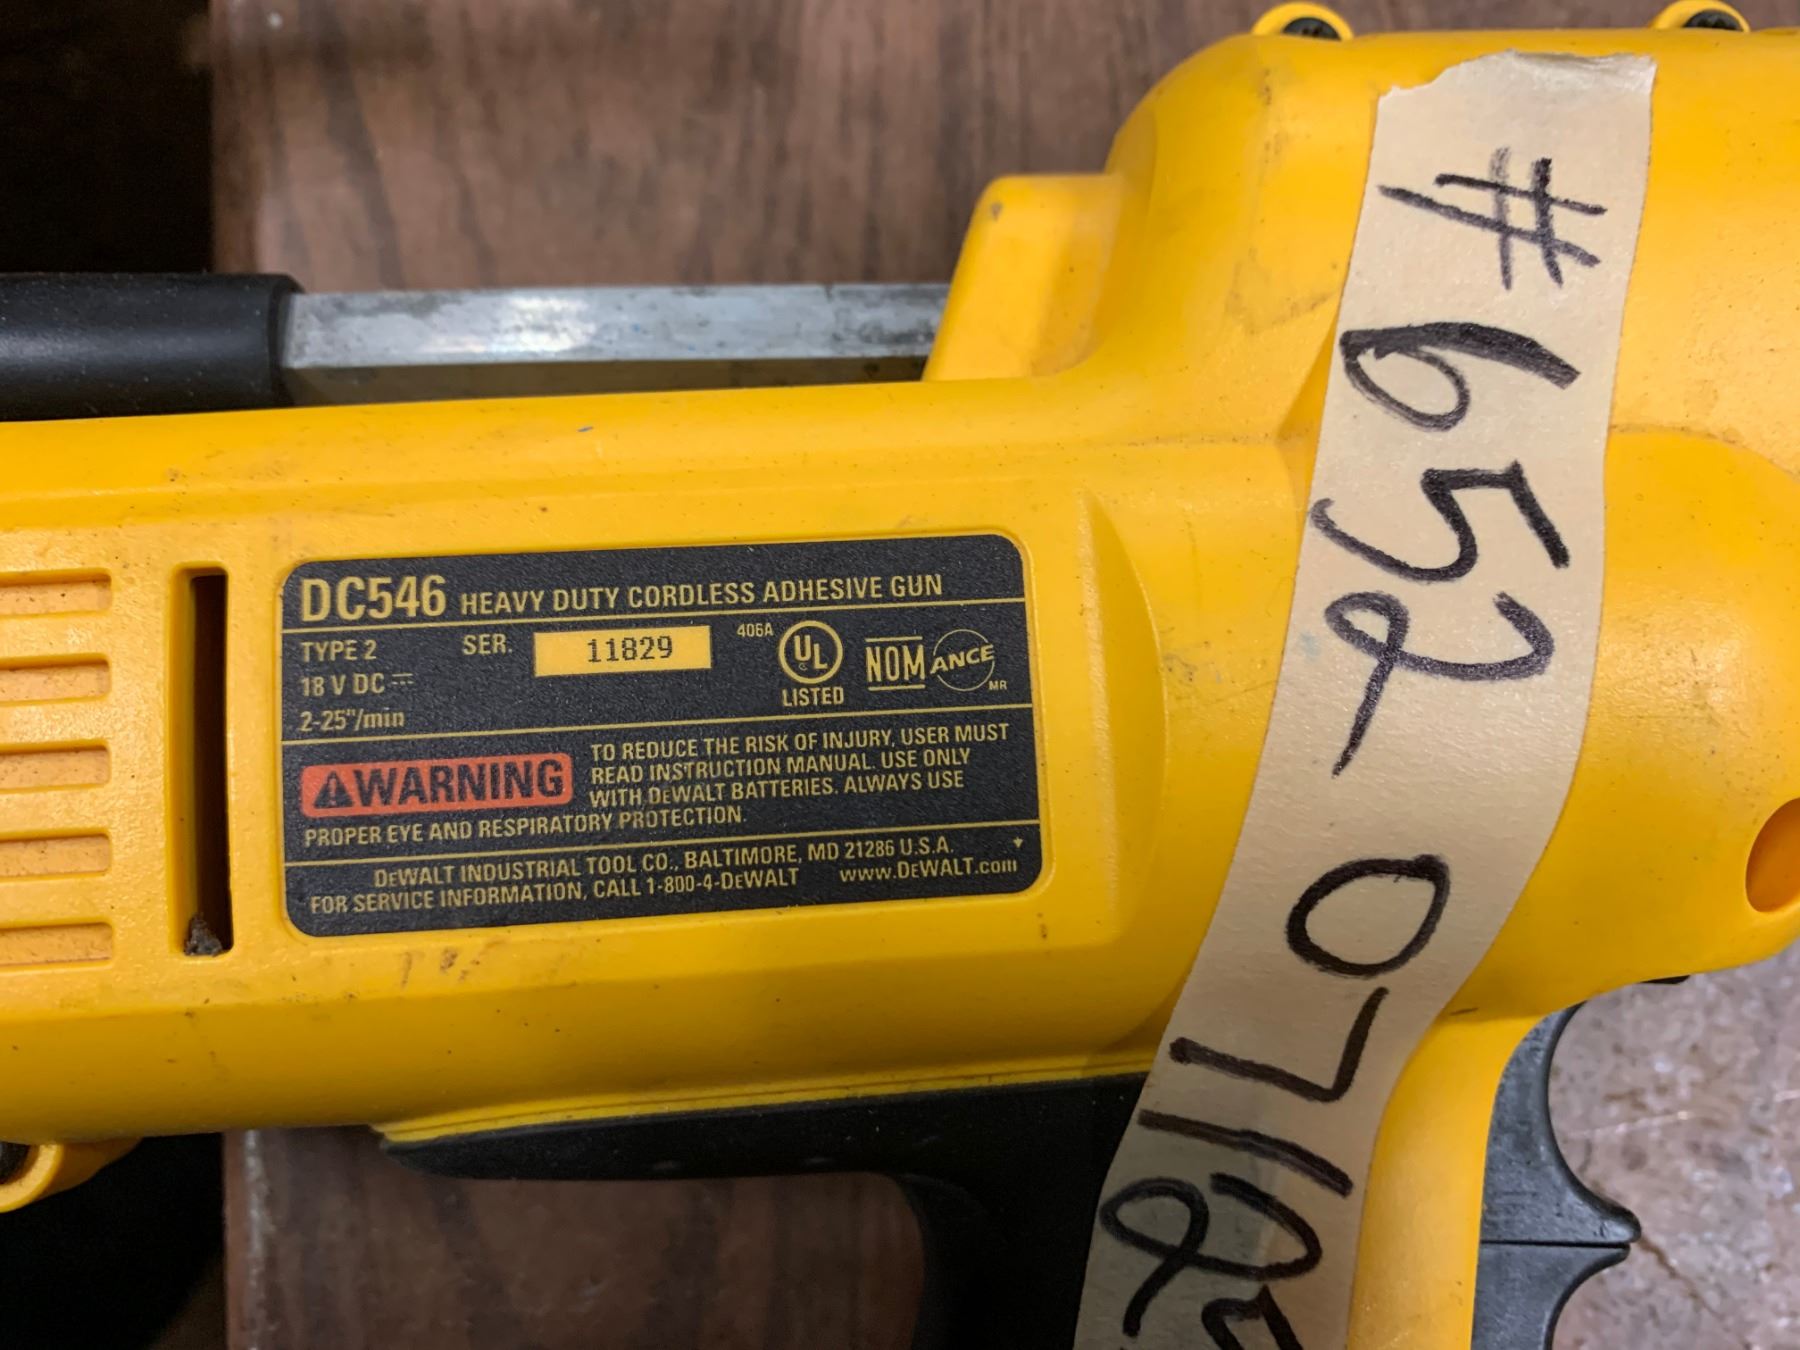 DC546 HEAVY DUTY CORDLESS ADHESIVE GUN
TYPE 2
SER. 11829
406A
UL
LISTED
NOM
ANCE
MR
18 V DC
2-25"/min
WARNING
TO REDUCE THE RISK OF INJURY, USER MUST
READ INSTRUCTION MANUAL. USE ONLY
WITH DEWALT BATTERIES. ALWAYS USE
PROPER EYE AND RESPIRATORY PROTECTION.
DEWALT INDUSTRIAL TOOL CO., BALTIMORE, MD 21286 U.S.A.
FOR SERVICE INFORMATION, CALL 1-800-4-DEWALT www.DEWALT.com